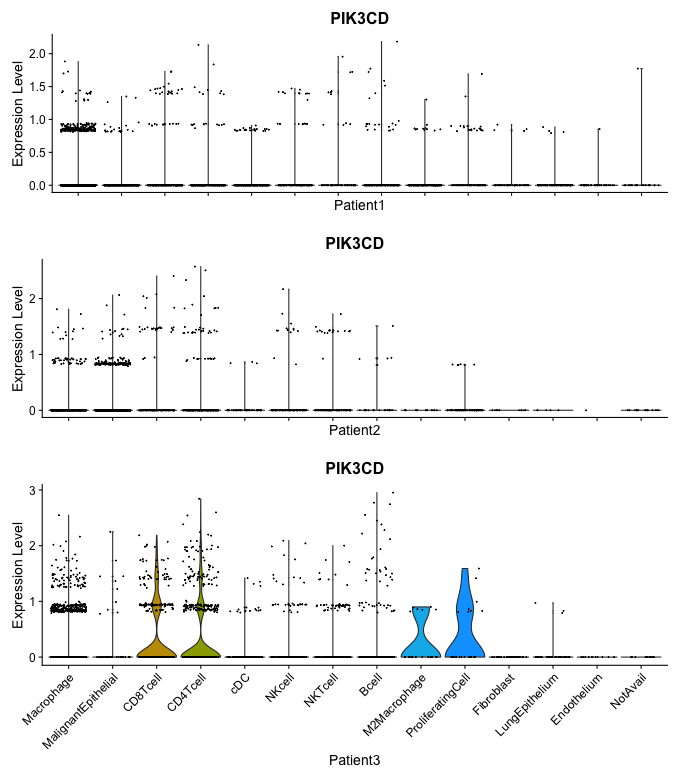 PIK3CD
Expression Level
2.0
1.5
1.0
0.5
0.0
Patient1
PIK3CD
Expression Level
2
1
0
Patient2
PIK3CD
Expression Level
3
2
1
0
Macrophage
MalignantEpithelial
CD8Tcell
CD4Tcell
cDC
NKcell
NKTcell
Bcell
M2Macrophage
ProliferatingCell
Fibroblast
LungEpithelium
Endothelium
NotAvail
Patient3